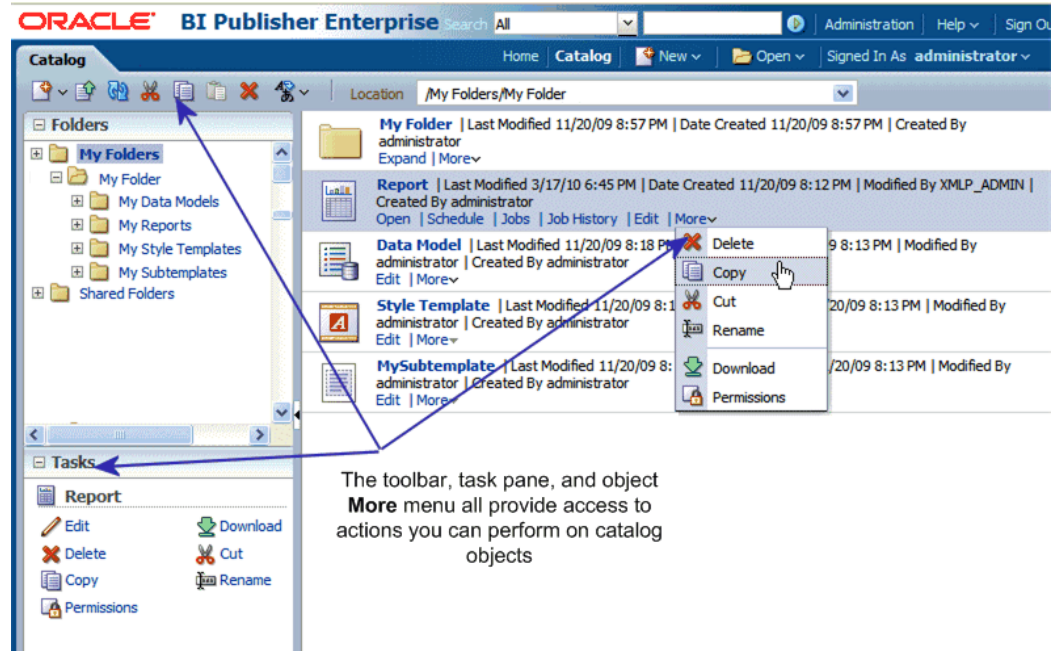 ORACLE BI Publisher Enterprise Search All Administration Help Sign Ou
Catalog Home Catalog New Open Signed In As administrator
Location /My Folders/My Folder
Folders
My Folders
My Folder
My Data Models
My Reports
My Style Templates
My Subtemplates
Shared Folders
My Folder | Last Modified 11/20/09 8:57 PM | Date Created 11/20/09 8:57 PM | Created By
administrator
Expand | More
Report | Last Modified 3/17/10 6:45 PM | Date Created 11/20/09 8:12 PM | Modified By XMLP_ADMIN |
Created By administrator
Open | Schedule | Jobs | Job History | Edit | More
Data Model | Last Modified 11/20/09 8:18 P 9 8:13 PM | Modified By
administrator | Created By administrator
Edit | More
Style Template | Last Modified 11/20/09 8:1 /20/09 8:13 PM | Modified By
administrator | Created By administrator
Edit | More
MySubtemplate | Last Modified 11/20/09 8: /20/09 8:13 PM | Modified By
administrator | Created By administrator
Edit | More
Delete
Copy
Cut
Rename
Download
Permissions
Tasks
Report
Edit Download
Delete Cut
Copy Rename
Permissions
The toolbar, task pane, and object
More menu all provide access to
actions you can perform on catalog
objects